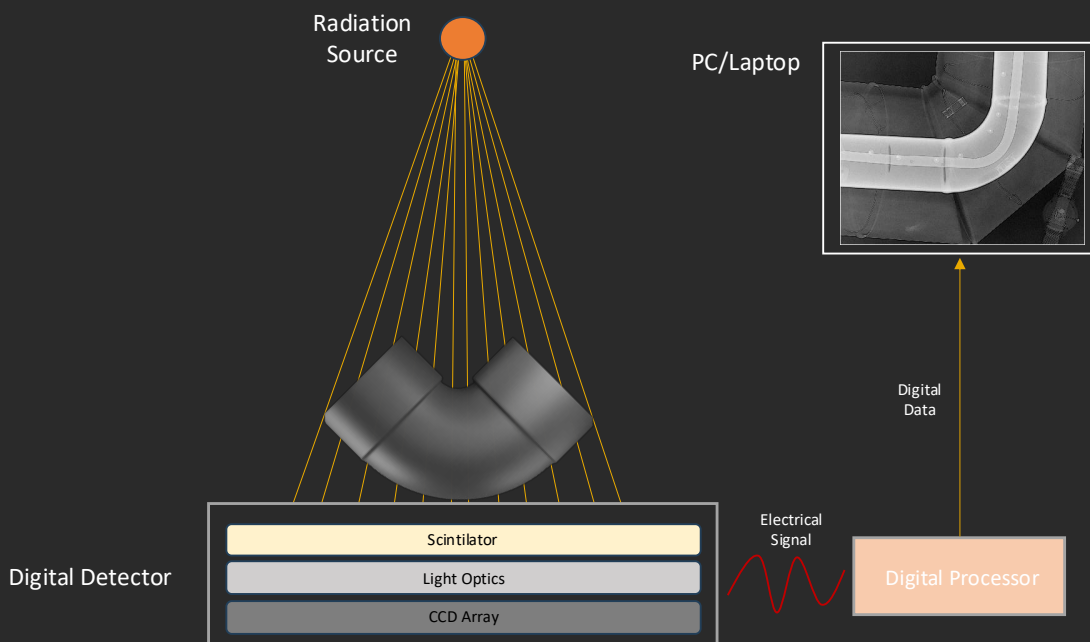 Radiation
Source
PC/Laptop
Digital
Data
Electrical
Signal
Digital Detector
Scintilator
Light Optics
CCD Array
Digital Processor